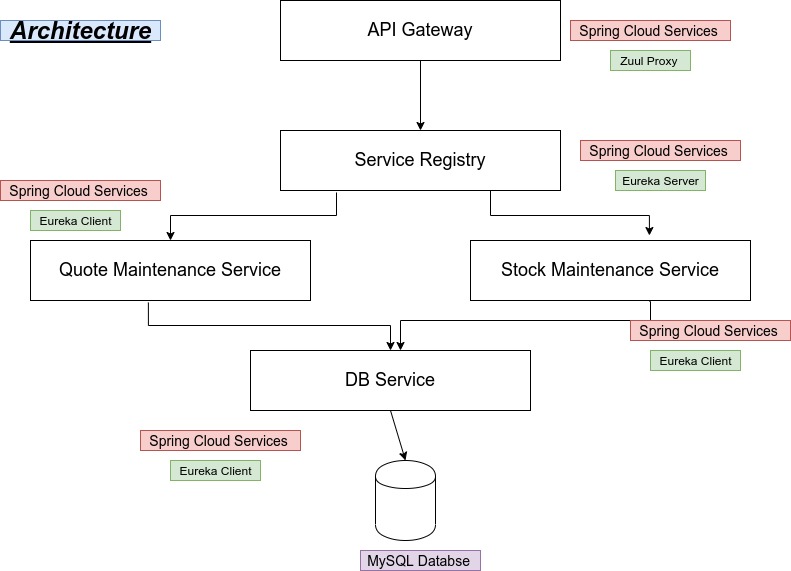 Architecture
API Gateway
Spring Cloud Services
Zuul Proxy
Service Registry
Spring Cloud Services
Eureka Server
Spring Cloud Services
Eureka Client
Quote Maintenance Service
Stock Maintenance Service
Spring Cloud Services
Eureka Client
DB Service
Spring Cloud Services
Eureka Client
MySQL Databse